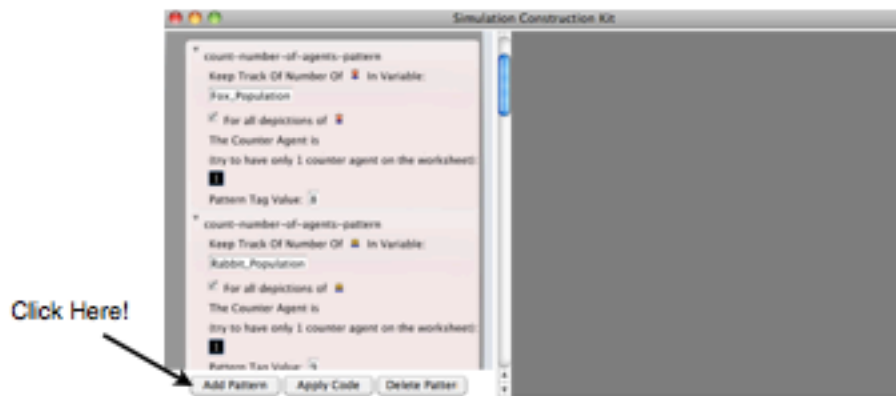 Simulation Construction Kit
count-number-of-agents-pattern
Keep Track Of Number Of In Variable:
Fox_Population
For all depictions of
The Counter Agent is
(try to have only 1 counter agent on the worksheet):
Pattern Tag Value:
count-number-of-agents-pattern
Keep Track Of Number Of In Variable:
Rabbit_Population
For all depictions of
The Counter Agent is
(try to have only 1 counter agent on the worksheet):
Pattern Tag Value:
Click Here!
Add Pattern Apply Code Delete Patter